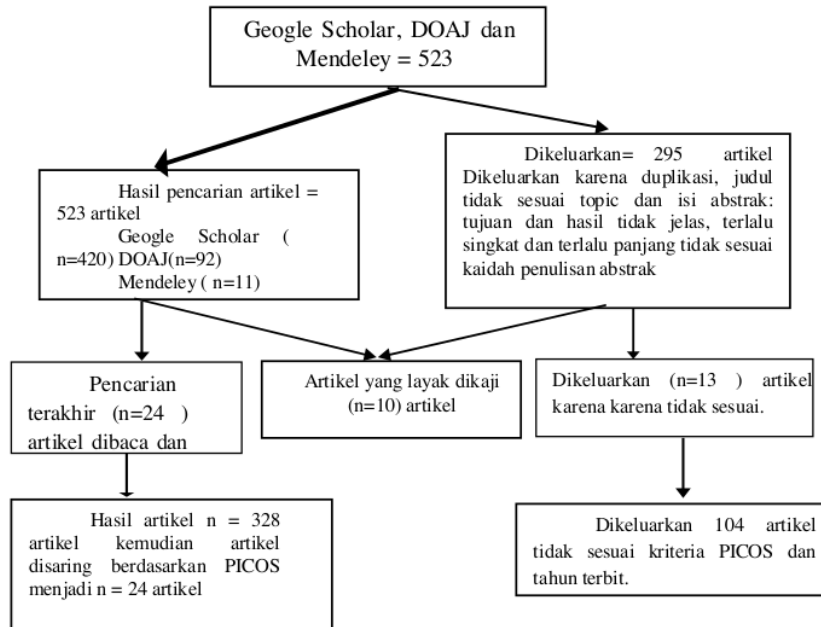 Geogle Scholar, DOAJ dan
Mendeley = 523
Hasil pencarian artikel =
523 artikel
Geogle Scholar (
n=420) DOAJ(n=92)
Mendeley ( n=11)
Dikeluarkan= 295 artikel
Dikeluarkan karena duplikasi, judul
tidak sesuai topic dan isi abstrak:
tujuan dan hasil tidak jelas, terlalu
singkat dan terlalu panjang tidak sesuai
kaidah penulisan abstrak
Pencarian
terakhir (n=24 )
artikel dibaca dan
Artikel yang layak dikaji
(n=10) artikel
Dikeluarkan (n=13 ) artikel
karena karena tidak sesuai.
Hasil artikel n = 328
artikel kemudian artikel
disaring berdasarkan PICOS
menjadi n = 24 artikel
Dikeluarkan 104 artikel
tidak sesuai kriteria PICOS dan
tahun terbit.